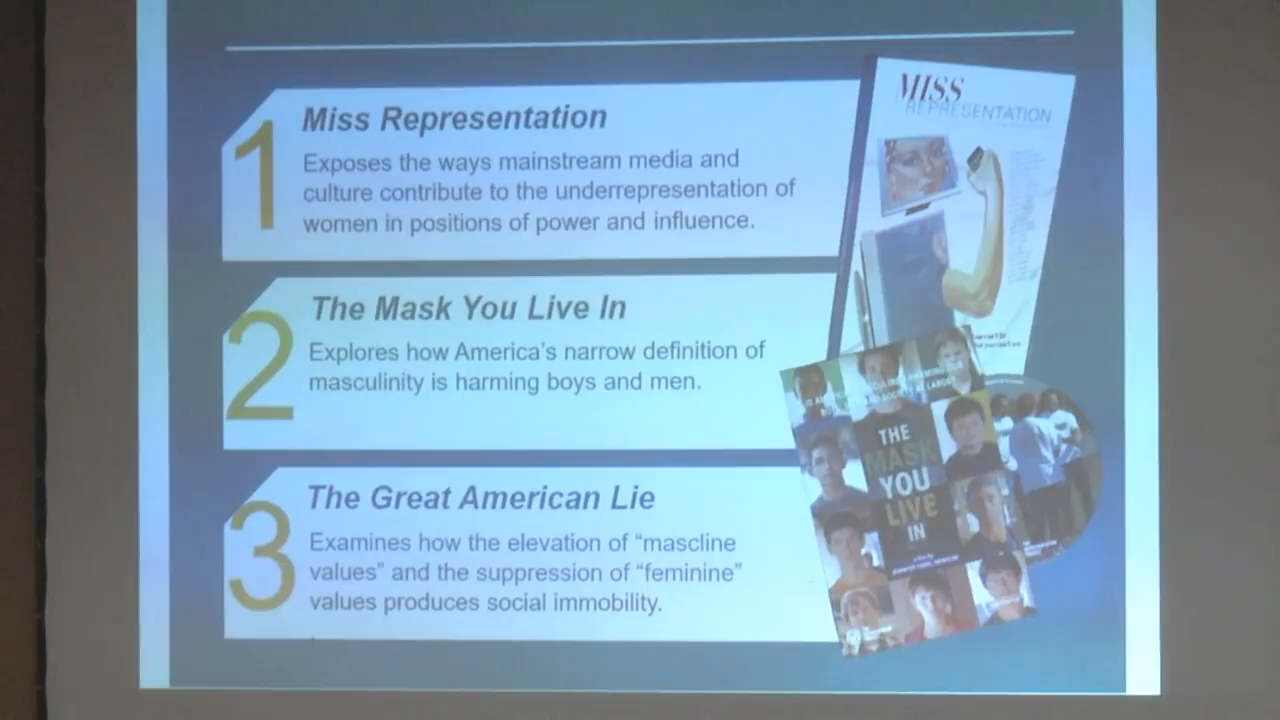 1
Miss Representation
Exposes the ways mainstream media and
culture contribute to the underrepresentation of
women in positions of power and influence.
2
The Mask You Live In
Explores how America's narrow definition of
masculinity is harming boys and men.
3
The Great American Lie
Examines how the elevation of “mascline
values” and the suppression of “feminine”
values produces social immobility.
MISS
REPRESENTATION
THE
MASK
YOU
LIVE
IN